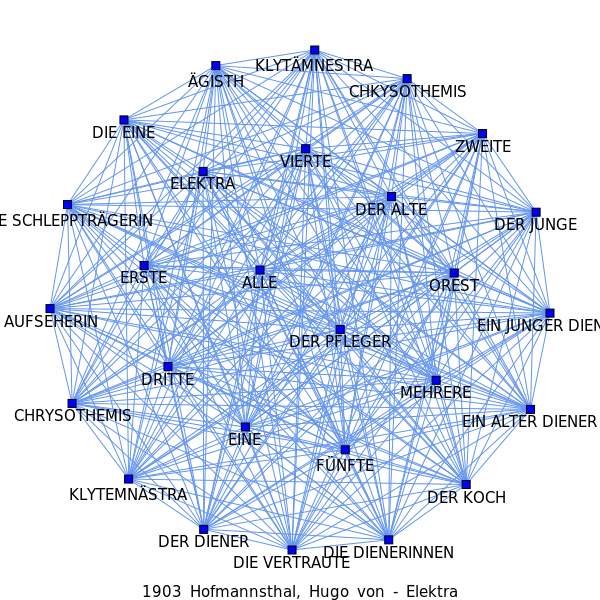 KLYTÄMNESTRA
ÄGISTH
CHKYSOTHEMIS
DIE EINE
ZWEITE
VIERTE
ELEKTRA
DER ALTE
E SCHLEPPTRÄGERIN
DER JUNGE
ERSTE
ALLE
OREST
AUFSEHERIN
EIN JUNGER DIEN
DER PFLEGER
DRITTE
MEHRERE
CHRYSOTHEMIS
EIN ALTER DIENER
EINE
FÜNFTE
KLYTEMNÄSTRA
DER KOCH
DER DIENER
DIE DIENERINNEN
DIE VERTRAUTE
1903 Hofmannsthal, Hugo von - Elektra